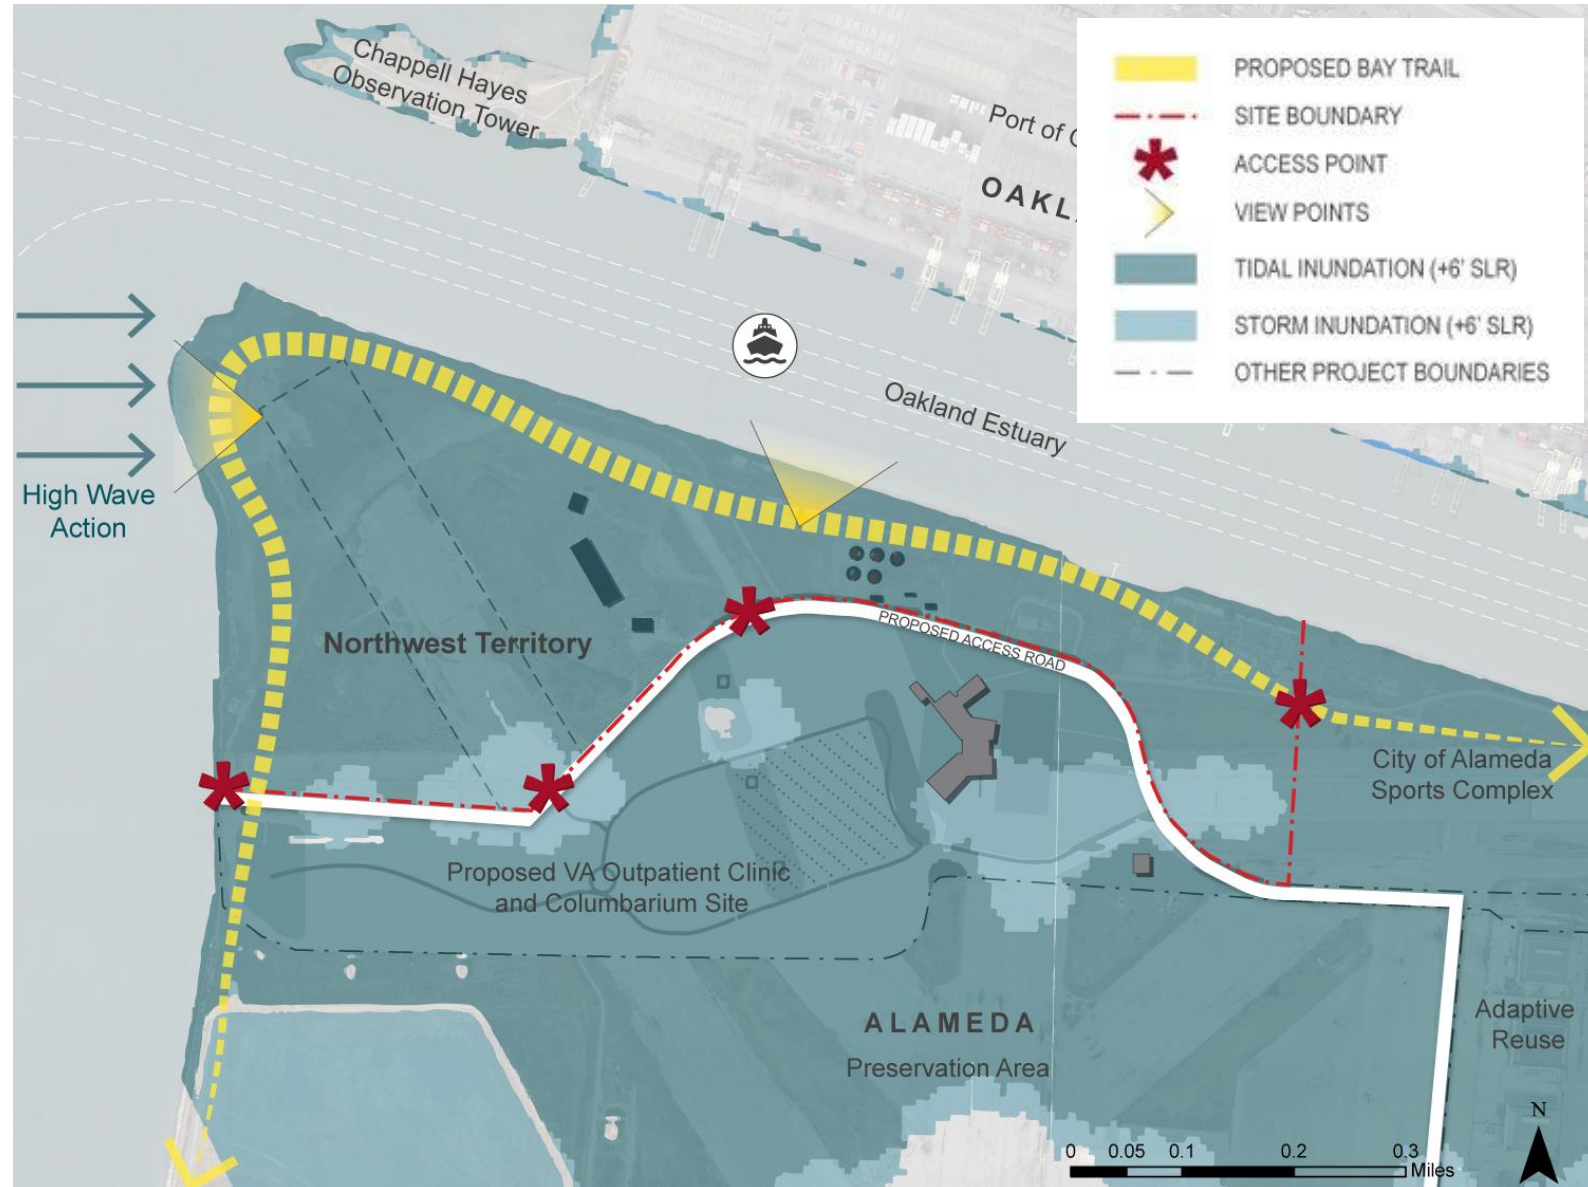 Chappell Hayes
Observation Tower
Port of
OAKL
PROPOSED BAY TRAIL
SITE BOUNDARY
ACCESS POINT
VIEW POINTS
TIDAL INUNDATION (+6' SLR)
STORM INUNDATION (+6' SLR)
OTHER PROJECT BOUNDARIES
Oakland Estuary
High Wave
Action
Northwest Territory
PROPOSED ACCESS ROAD
City of Alameda
Sports Complex
Proposed VA Outpatient Clinic
and Columbarium Site
ALAMEDA
Preservation Area
Adaptive
Reuse
N
0 0.05 0.1 0.2 0.3
Miles